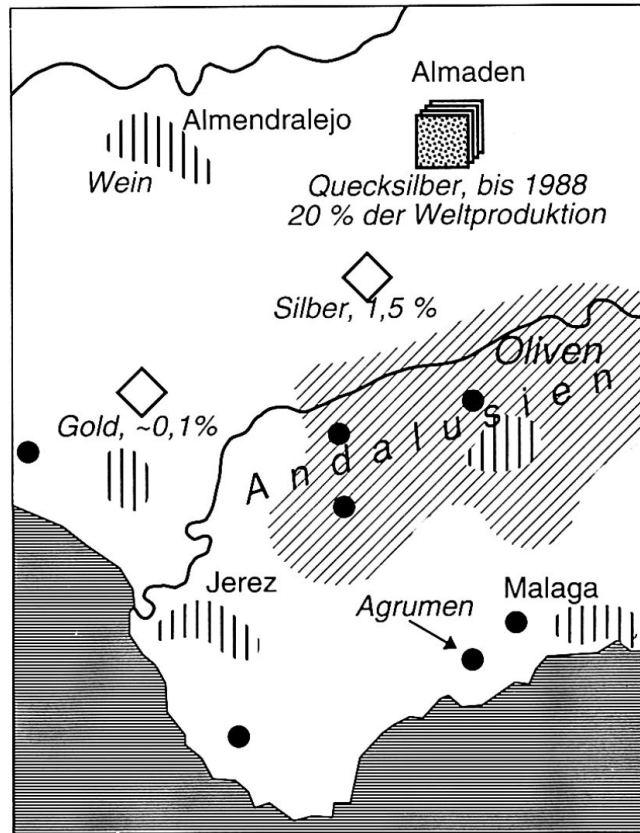 Almaden
Almendralejo
Wein
Quecksilber, bis 1988
20 % der Weltproduktion
Silber, 1,5 %
Oliven
Andalusien
Gold, ~0,1%
Jerez
Malaga
Agrumen